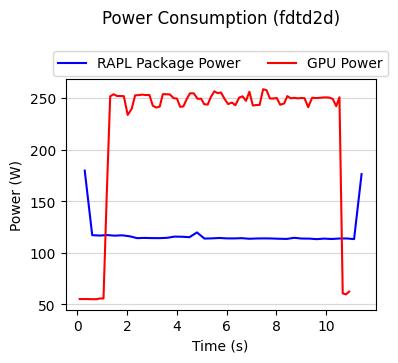 Power Consumption (fdtd2d)
RAPL Package Power
GPU Power
250
200
150
100
50
Power (W)
0
2
4
6
8
10
Time (s)